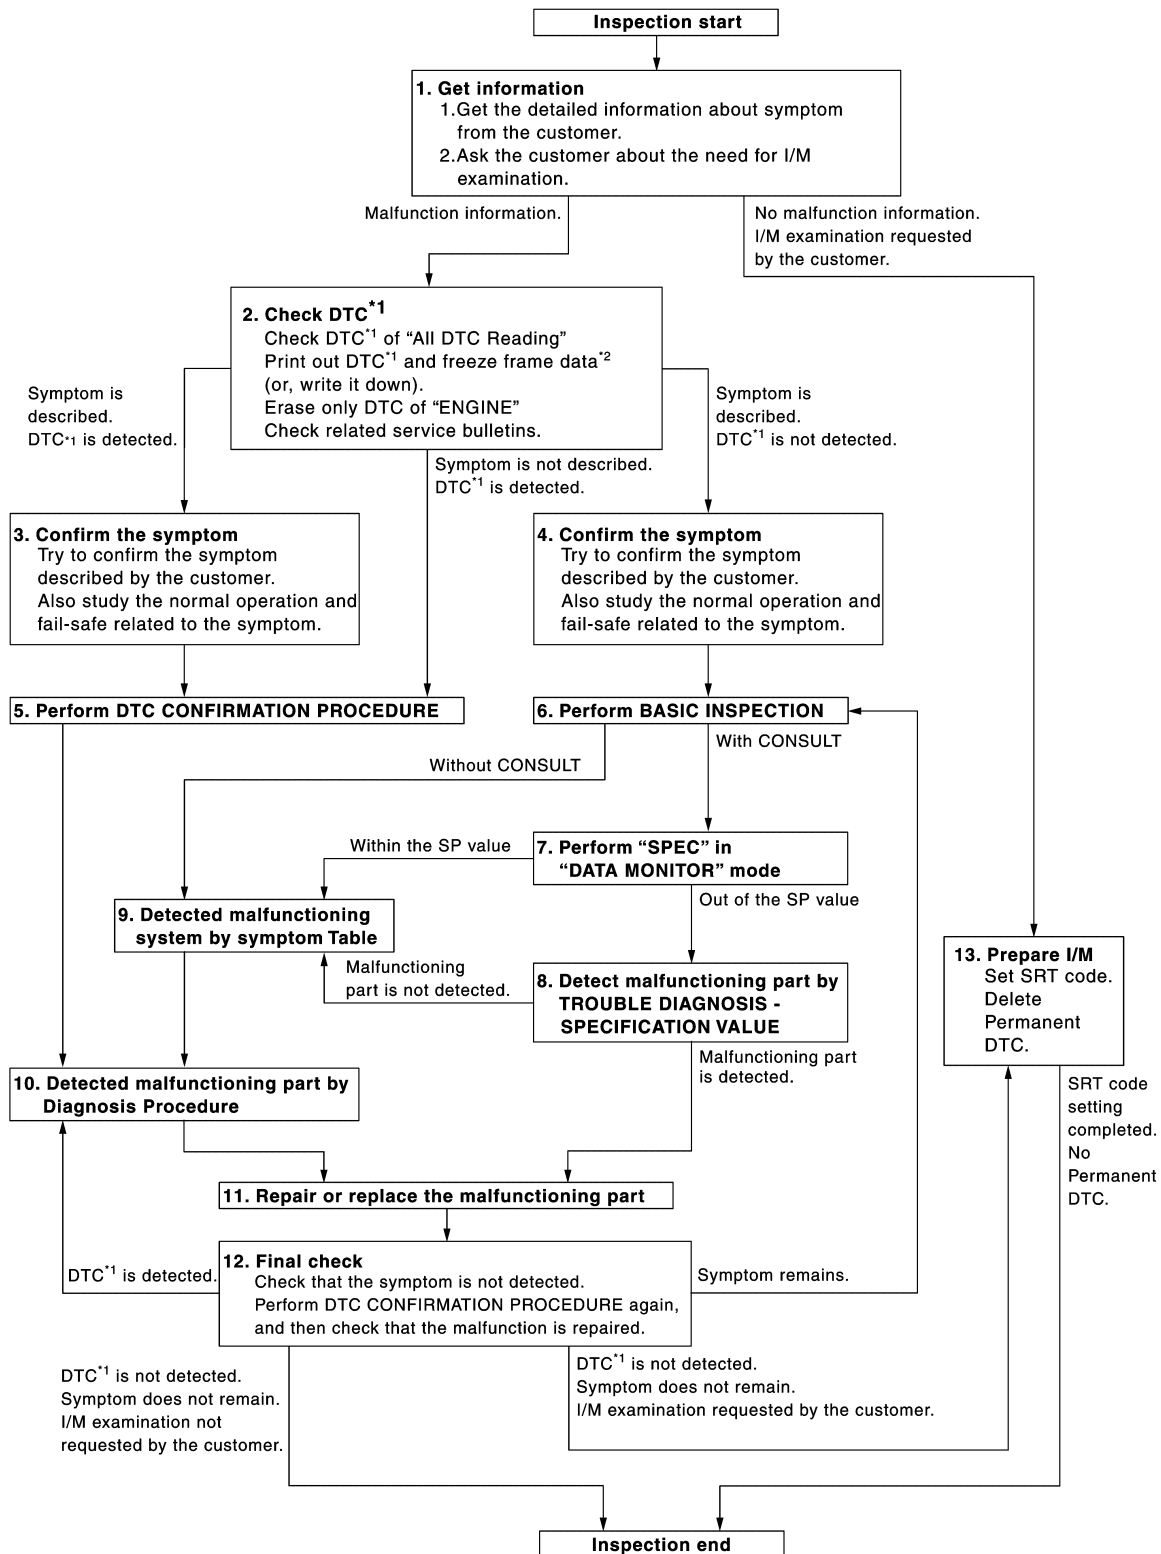 Inspection start
1. Get information
1.Get the detailed information about symptom
from the customer.
2.Ask the customer about the need for I/M
examination.
Malfunction information.
No malfunction information.
I/M examination requested
by the customer.
2. Check DTC*1
Check DTC*1 of “All DTC Reading”
Print out DTC*1 and freeze frame data*2
(or, write it down).
Erase only DTC of “ENGINE”
Check related service bulletins.
Symptom is
described.
DTC*1 is detected.
Symptom is
described.
DTC*1 is not detected.
Symptom is not described.
DTC*1 is detected.
3. Confirm the symptom
Try to confirm the symptom
described by the customer.
Also study the normal operation and
fail-safe related to the symptom.
4. Confirm the symptom
Try to confirm the symptom
described by the customer.
Also study the normal operation and
fail-safe related to the symptom.
5. Perform DTC CONFIRMATION PROCEDURE
6. Perform BASIC INSPECTION
With CONSULT
Without CONSULT
7. Perform “SPEC” in
“DATA MONITOR” mode
Within the SP value
Out of the SP value
9. Detected malfunctioning
system by symptom Table
Malfunctioning
part is not detected.
8. Detect malfunctioning part by
TROUBLE DIAGNOSIS -
SPECIFICATION VALUE
13. Prepare I/M
Set SRT code.
Delete
Permanent
DTC.
Malfunctioning part
is detected.
10. Detected malfunctioning part by
Diagnosis Procedure
SRT code
setting
completed.
No
Permanent
DTC.
11. Repair or replace the malfunctioning part
12. Final check
Check that the symptom is not detected.
Perform DTC CONFIRMATION PROCEDURE again,
and then check that the malfunction is repaired.
DTC*1 is detected.
Symptom remains.
DTC*1 is not detected.
Symptom does not remain.
I/M examination not
requested by the customer.
DTC*1 is not detected.
Symptom does not remain.
I/M examination requested by the customer.
Inspection end